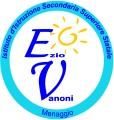 Istituto d'Istruzione Secondaria Superiore Statale
Ezio
Vanoni
Menaggio